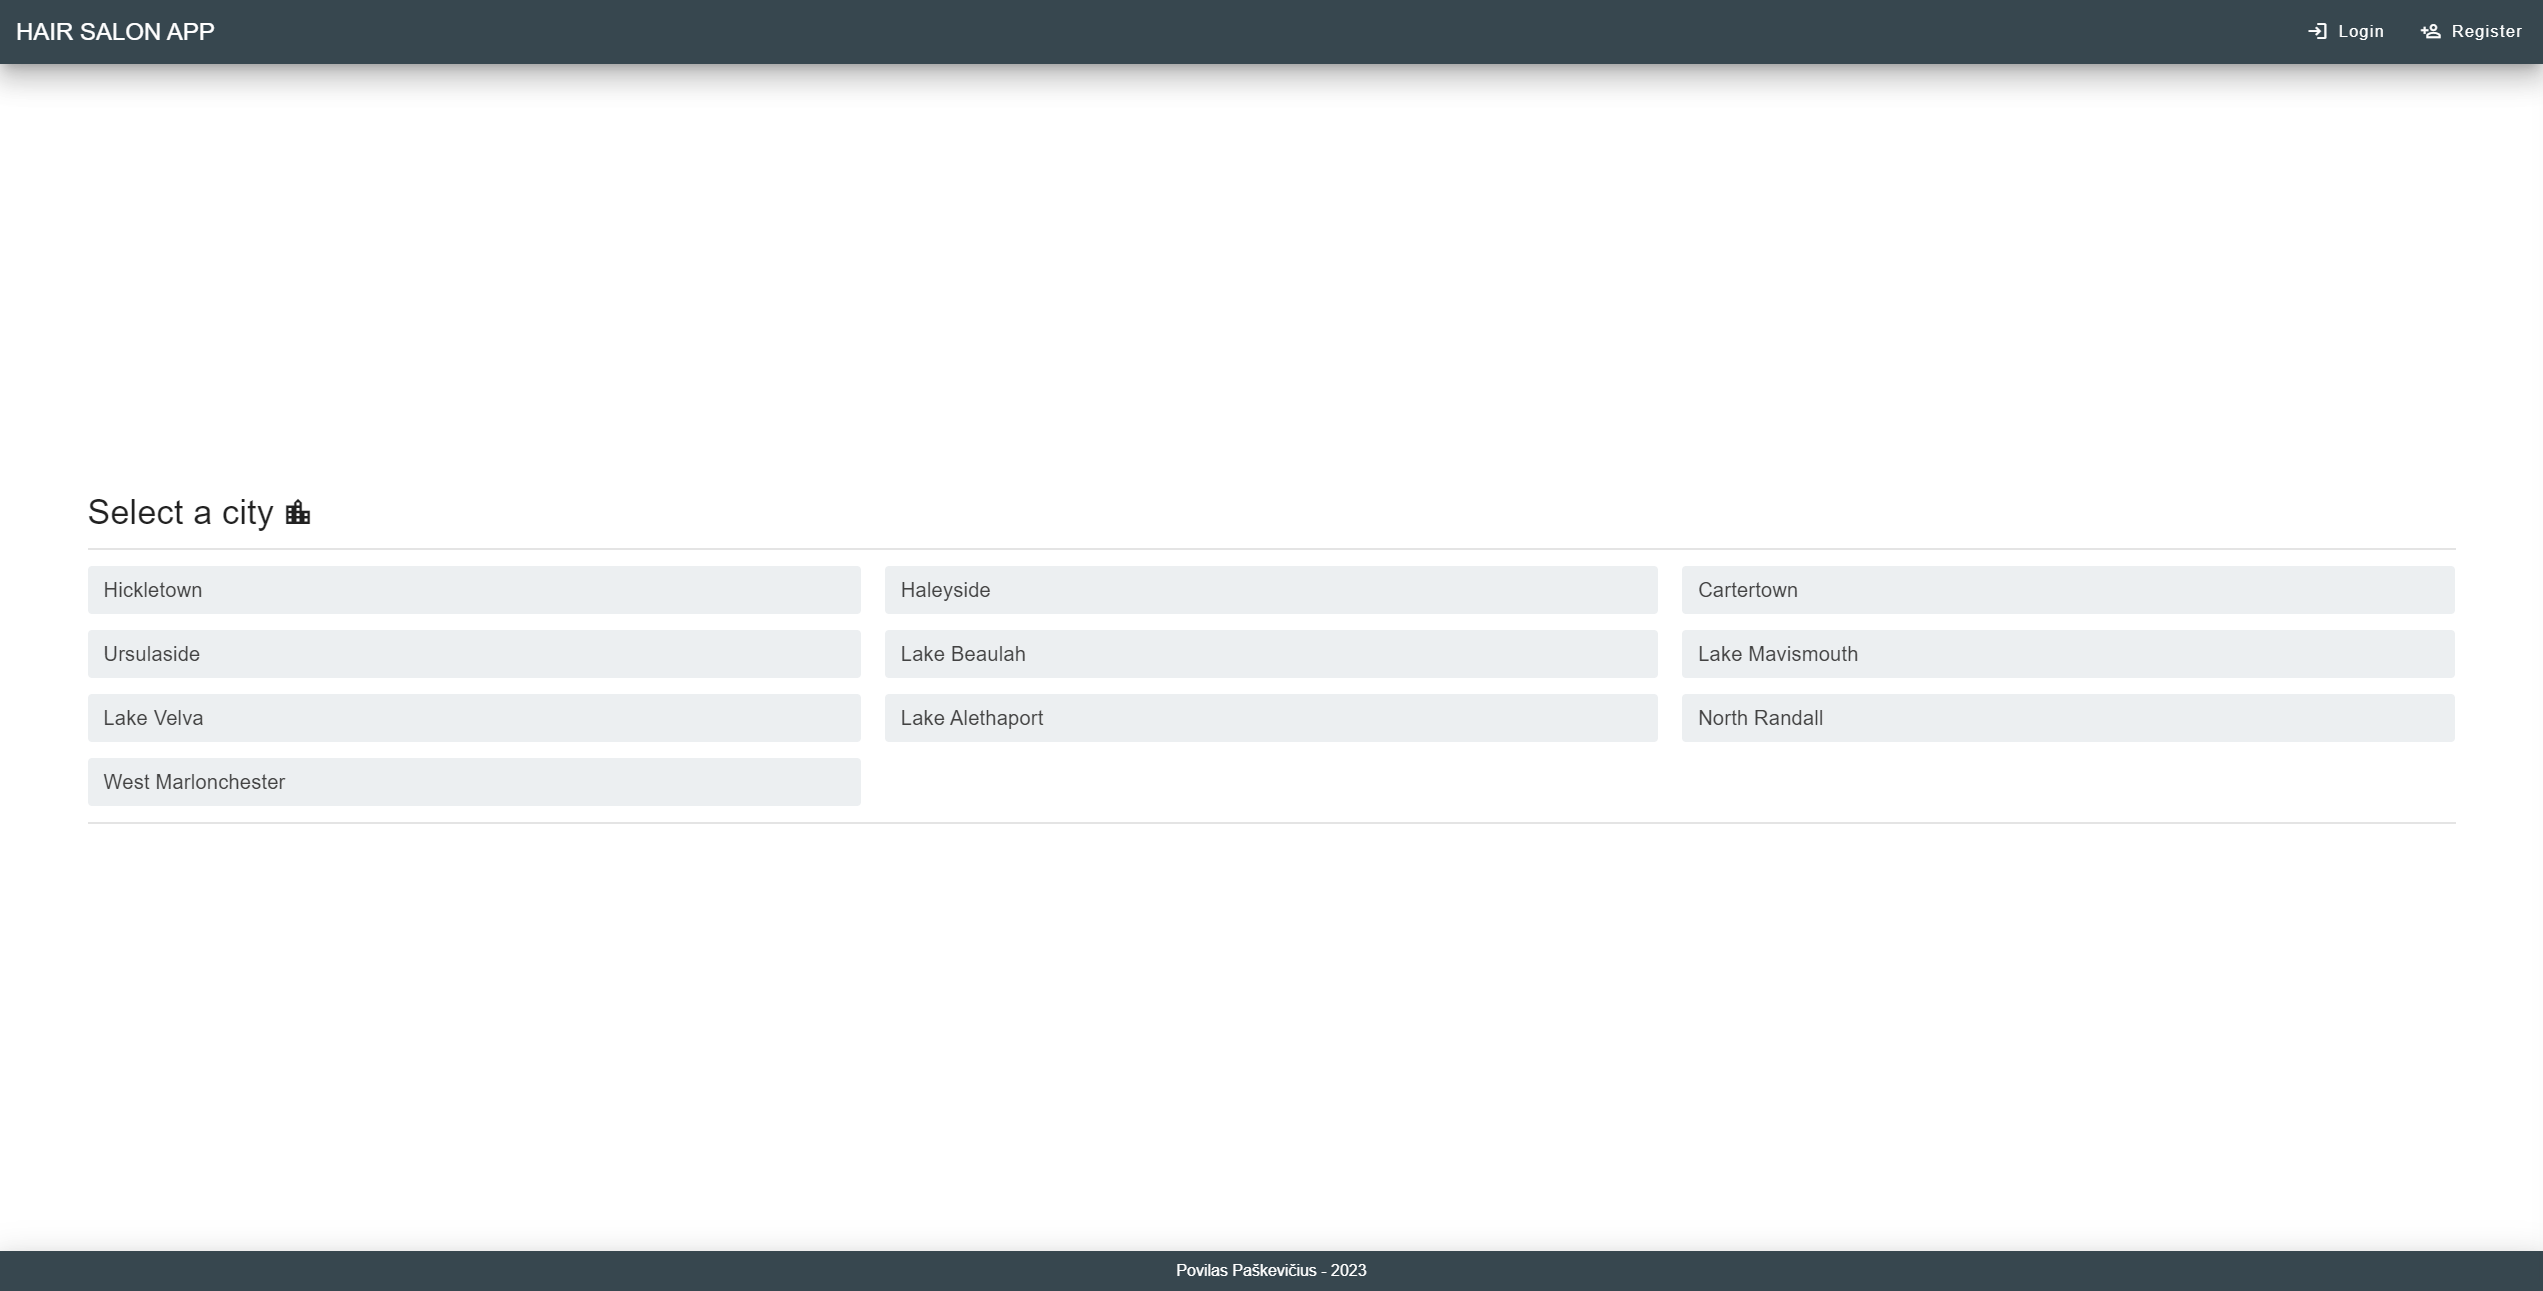 HAIR SALON APP
Login
Register
Select a city
Hickletown
Haleyside
Cartertown
Ursulaside
Lake Beaulah
Lake Mavismouth
Lake Velva
Lake Alethaport
North Randall
West Marlonchester
Povilas Paškevičius - 2023